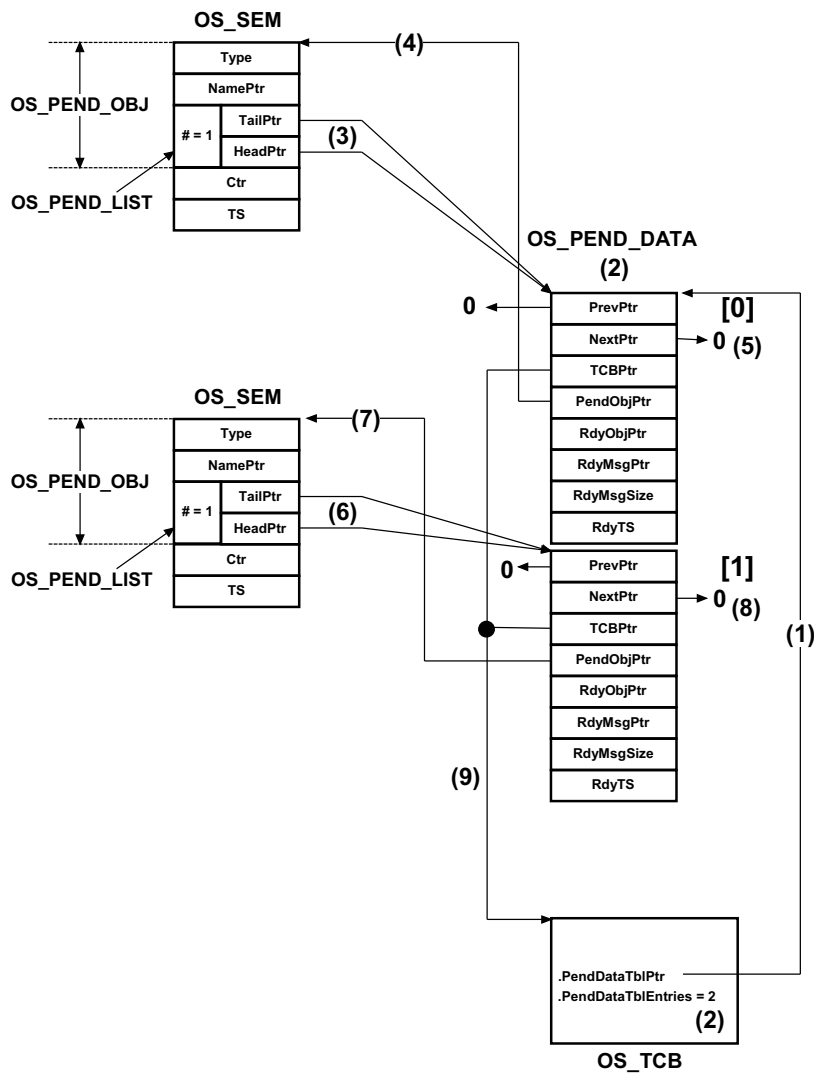 OS_SEM
(4)
Type
OS_PEND_OBJ
NamePtr
# = 1
TailPtr
(3)
HeadPtr
OS_PEND_LIST
Ctr
TS
OS_PEND_DATA
(2)
0
PrevPtr
[0]
NextPtr
0 (5)
TCBPtr
PendObjPtr
RdyObjPtr
RdyMsgPtr
RdyMsgSize
RdyTS
OS_SEM
(7)
Type
OS_PEND_OBJ
NamePtr
# = 1
TailPtr
(6)
HeadPtr
OS_PEND_LIST
Ctr
TS
0
PrevPtr
[1]
NextPtr
0 (8)
TCBPtr
(1)
PendObjPtr
RdyObjPtr
RdyMsgPtr
RdyMsgSize
(9)
RdyTS
.PendDataTblPtr
.PendDataTblEntries = 2
(2)
OS_TCB